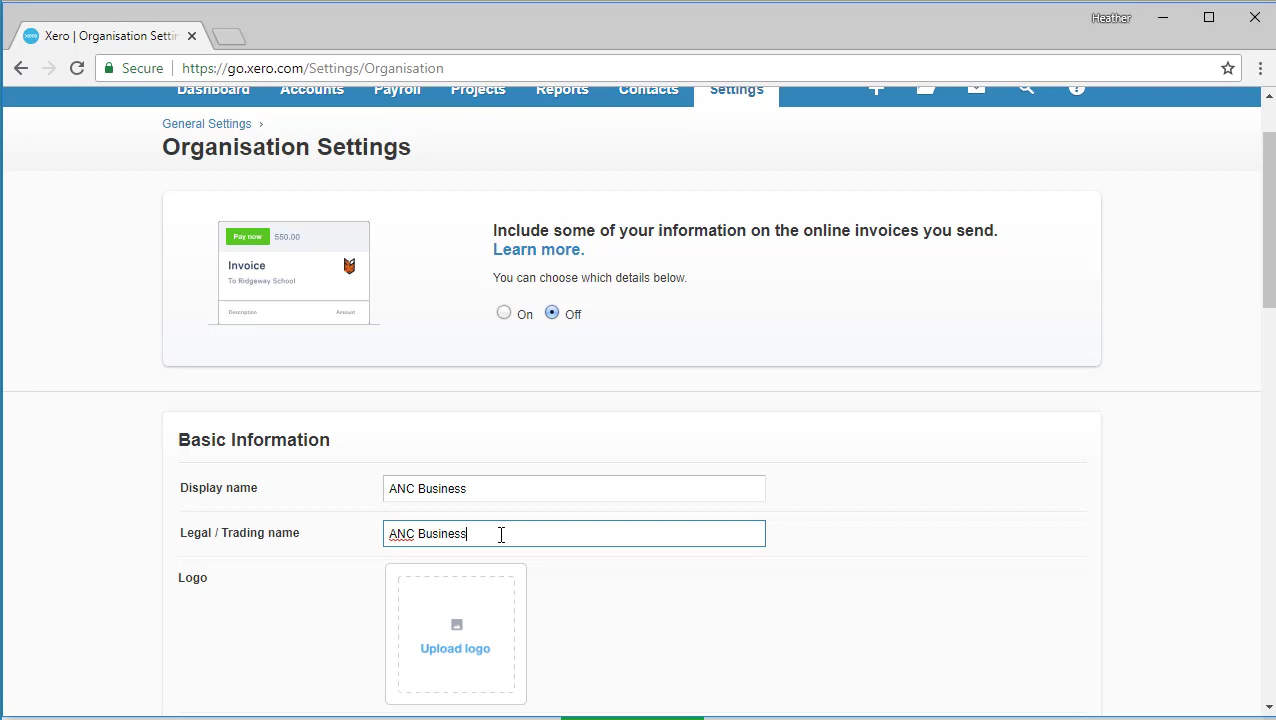 Heather
xero Xero | Organisation Settin
Secure https://go.xero.com/Settings/Organisation
Dashboard Accounts Payroll Projects Reports Contacts Settings
General Settings ›
Organisation Settings
Pay now 550.00
Invoice
To Ridgeway School
Description Amount
Include some of your information on the online invoices you send.
Learn more.
You can choose which details below.
On Off
Basic Information
Display name ANC Business
Legal / Trading name ANC Business
Logo
Upload logo